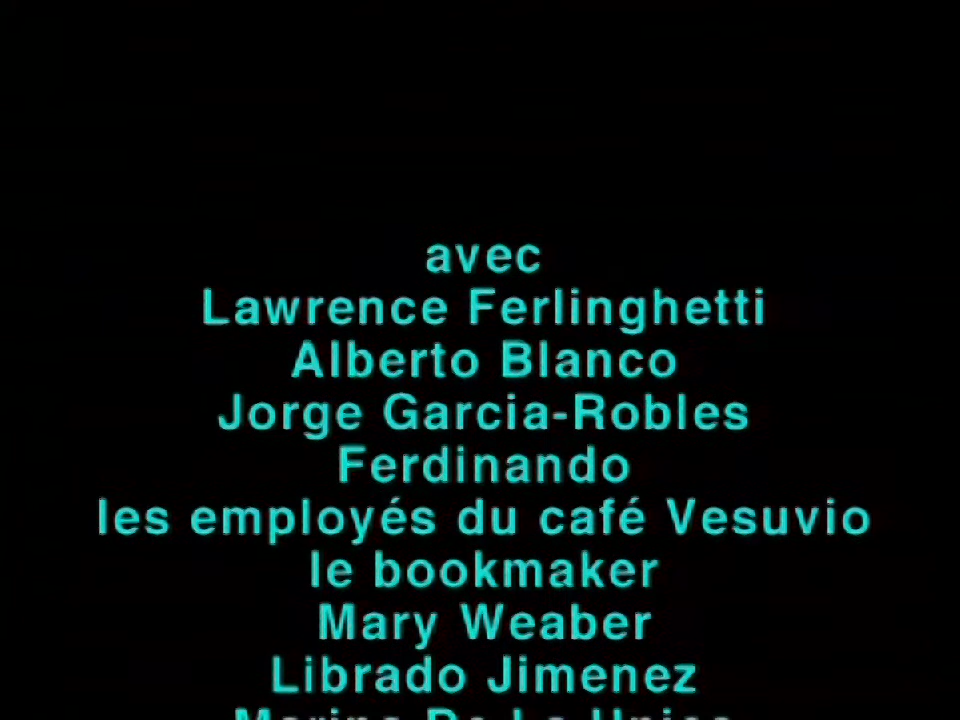 avec
Lawrence Ferlinghetti
Alberto Blanco
Jorge Garcia-Robles
Ferdinando
les employés du café Vesuvio
le bookmaker
Mary Weaber
Librado Jimenez